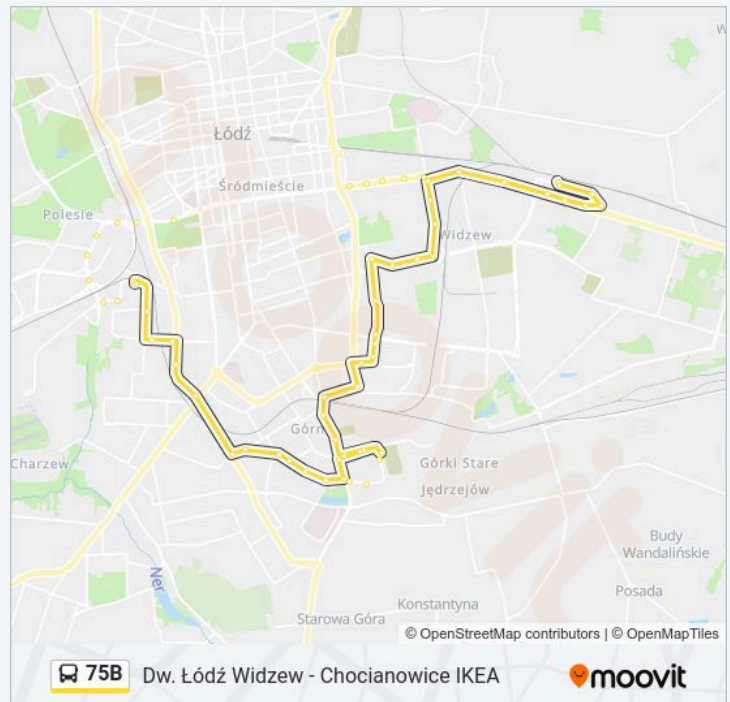 Łódź
Śródmieście
Polesie
Widzew
Górn
Charzew
Górki Stare
Jędrzejów
Budy
Wandalińskie
Ner
Posada
Konstantyna
Starowa Góra
© OpenStreetMap contributors | © OpenMapTiles
75B Dw. Łódź Widzew - Chocianowice IKEA moovit